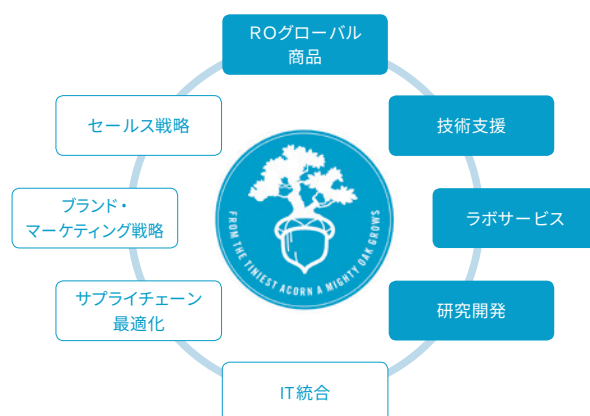 ROグローバル
商品
セールス戦略
技術支援
ブランド・
マーケティング戦略
ラボサービス
サプライチェーン
最適化
研究開発
IT統合
FROM THE TINIEST ACORN A MIGHTY OAK GROWS